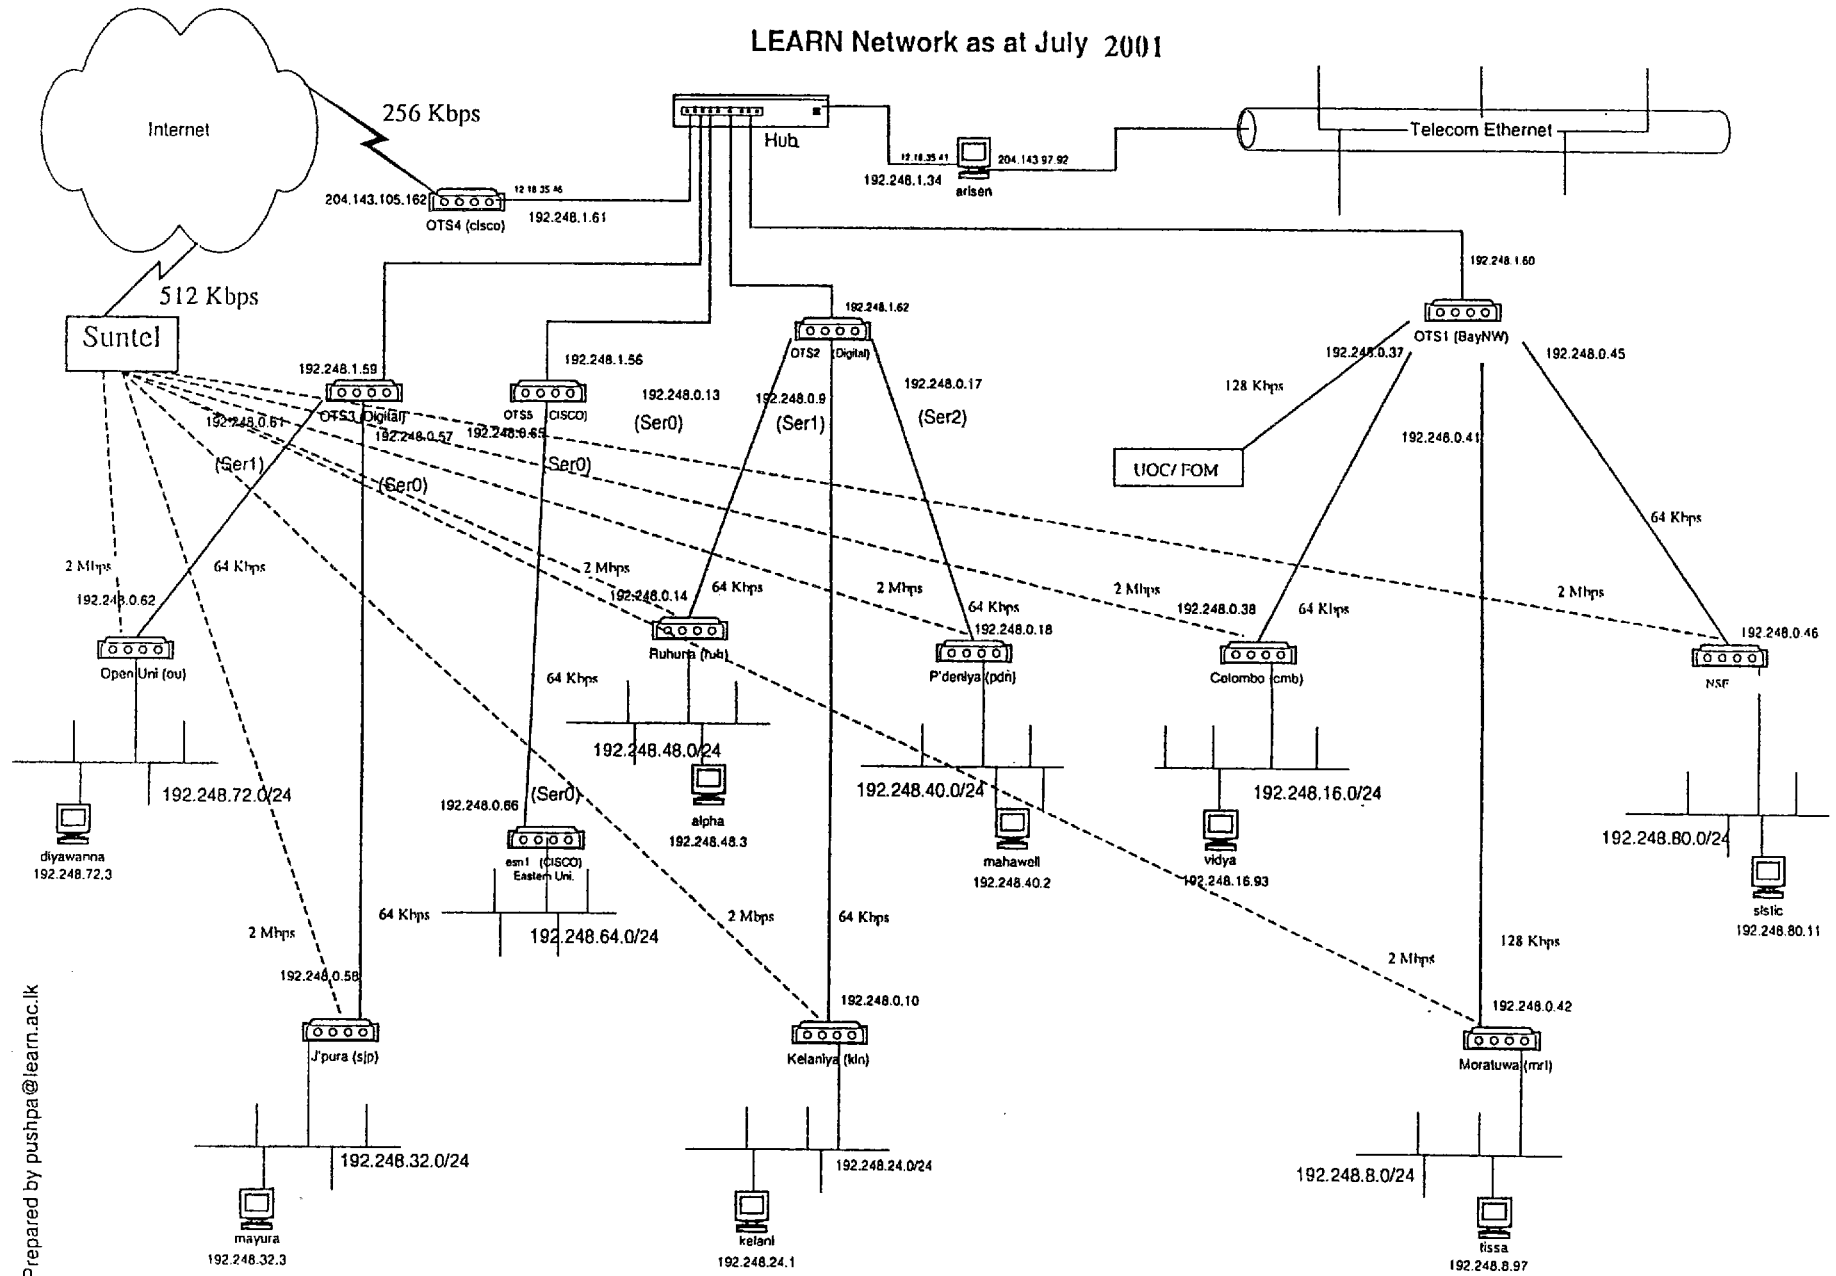 LEARN Network as at July 2001
Internet
256 Kbps
Hub
Telecom Ethernet
12.18.35.41
204.143.97.92
192.248.1.34
arisen
204.143.105.162
12.18.35.46
OTS4 (cisco)
192.248.1.61
512 Kbps
Suntel
192.248.1.60
192.248.1.62
OTS1 (BayNW)
OTS2 (Digital)
192.248.1.59
192.248.1.56
192.248.0.37
192.248.0.45
OTS3 (Digital)
OTS5 (CISCO)
192.248.0.13
192.248.0.9
192.248.0.17
128 Kbps
192.248.0.61
192.248.0.57
192.248.0.65
(Ser0)
(Ser1)
(Ser2)
192.248.0.41
(Ser1)
(Ser0)
(Ser0)
UOC/ FOM
64 Kbps
2 Mbps
64 Kbps
2 Mbps
64 Kbps
2 Mbps
64 Kbps
2 Mbps
64 Kbps
2 Mbps
192.248.0.62
192.248.0.14
192.248.0.18
192.248.0.38
192.248.0.46
Open Uni (ou)
Ruhuna (ruh)
P'deniya (pdn)
Colombo (cmb)
NSF
64 Kbps
192.248.72.0/24
192.248.48.0/24
192.248.40.0/24
192.248.16.0/24
192.248.80.0/24
192.248.0.66
(Ser0)
alpha
192.248.48.3
diyawanna
192.248.72.3
esn1 (CISCO)
Eastern Uni.
mahaweli
192.248.40.2
vidya
192.248.16.93
sistic
192.248.80.11
2 Mbps
64 Kbps
192.248.64.0/24
2 Mbps
64 Kbps
2 Mbps
128 Kbps
192.248.0.58
192.248.0.10
192.248.0.42
J'pura (sjp)
Kelaniya (kln)
Moratuwa (mrt)
192.248.32.0/24
192.248.24.0/24
192.248.8.0/24
mayura
192.248.32.3
kelani
192.248.24.1
tissa
192.248.8.97
Prepared by pushpa@learn.ac.lk